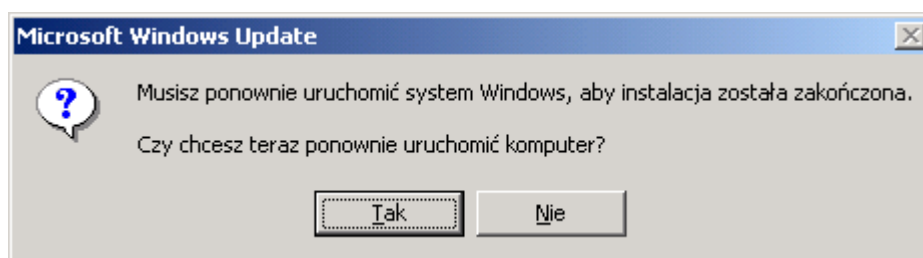 Microsoft Windows Update
Musisz ponownie uruchomić system Windows, aby instalacja została zakończona.
Czy chcesz teraz ponownie uruchomić komputer?
Tak Nie